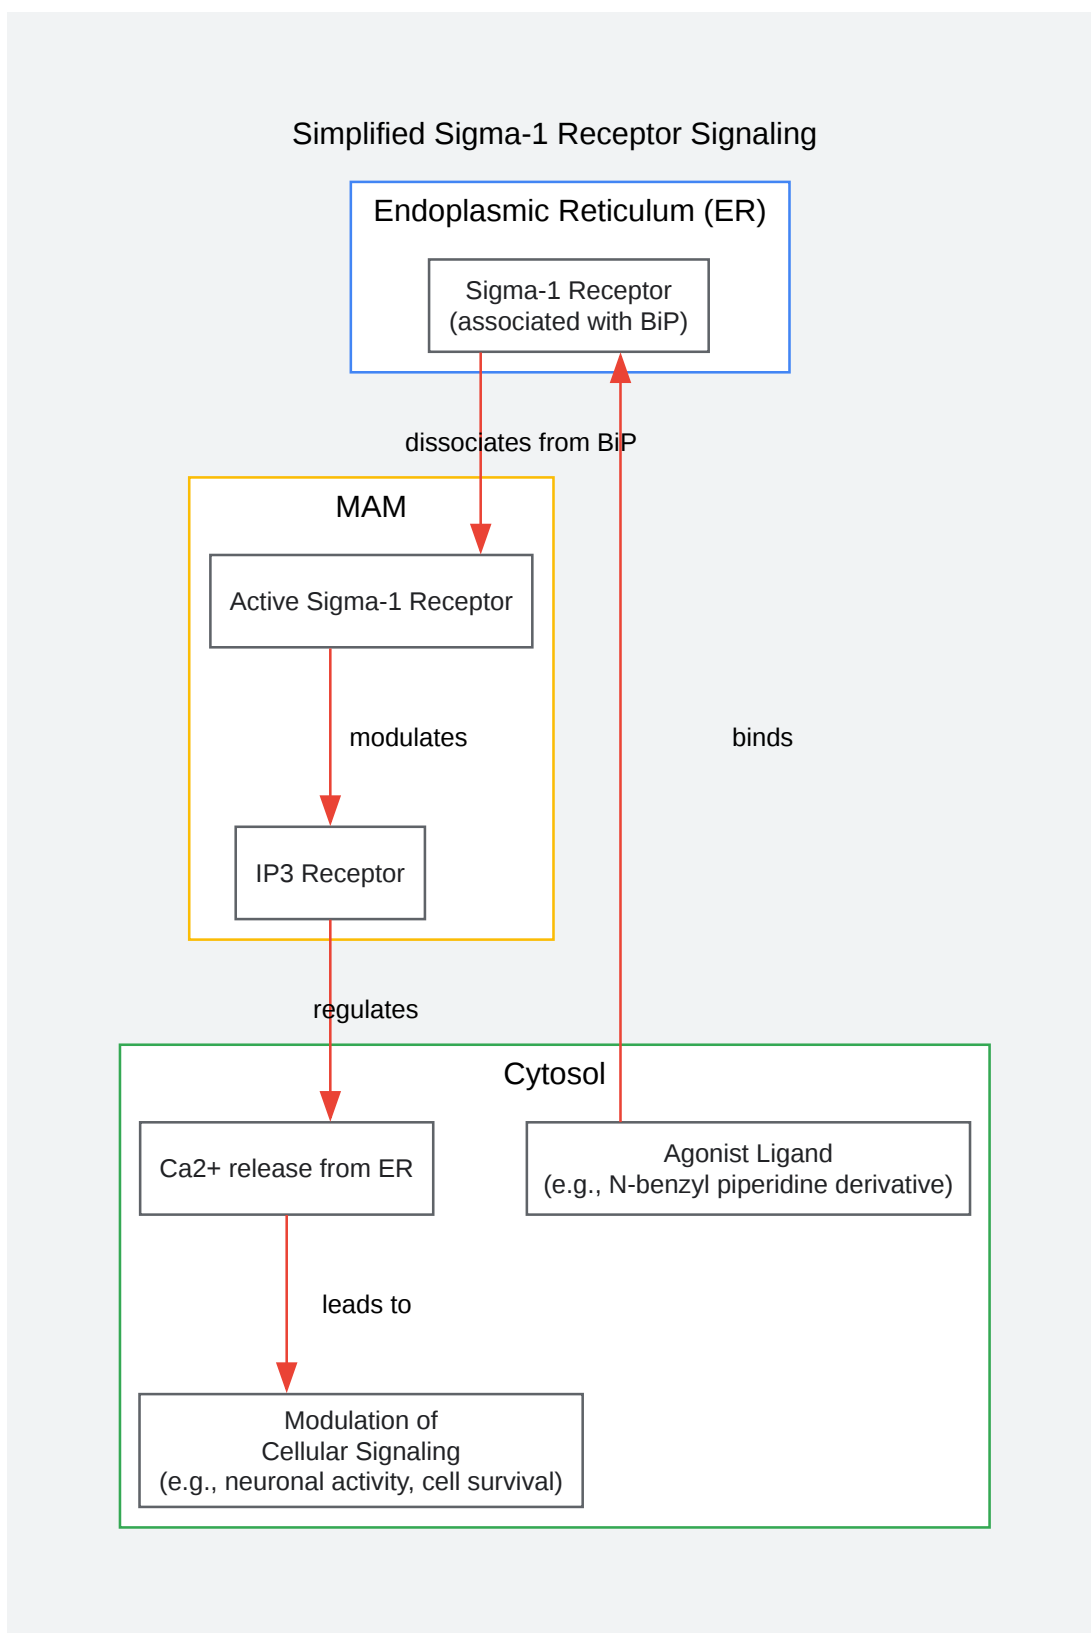 Simplified Sigma-1 Receptor Signaling
Endoplasmic Reticulum (ER)
Sigma-1 Receptor
(associated with BiP)
dissociates from BiP
MAM
Active Sigma-1 Receptor
modulates
binds
IP3 Receptor
regulates
Cytosol
Ca2+ release from ER
Agonist Ligand
(e.g., N-benzyl piperidine derivative)
leads to
Modulation of
Cellular Signaling
(e.g., neuronal activity, cell survival)